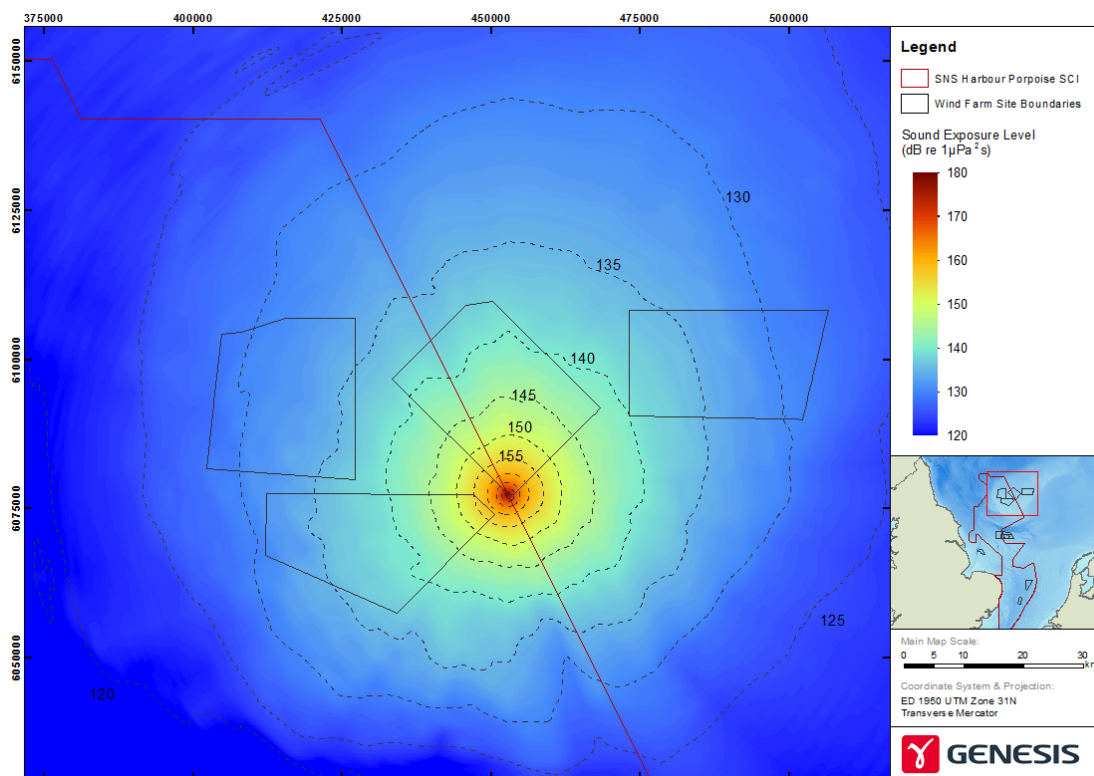 375000 400000 425000 450000 475000 500000
6150000
6125000
6100000
6075000
6050000
130
135
140
145
150
155
125
120
Legend
SNS Harbour Porpoise SCI
Wind Farm Site Boundaries
Sound Exposure Level
(dB re 1µPa²s)
180
170
160
150
140
130
120
Main Map Scale:
0 5 10 20 30
km
Coordinate System & Projection:
ED 1950 UTM Zone 31N
Transverse Mercator
GENESIS